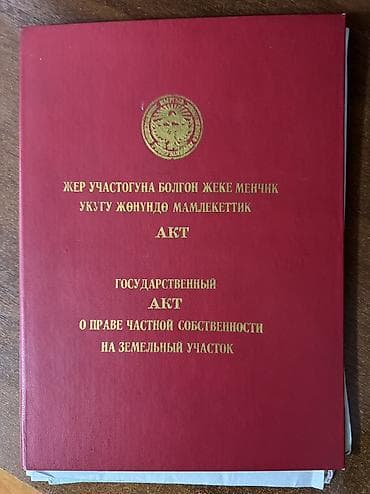 ЖЕР УЧАСТОГУНА БОЛГОН ЖЕКЕ МЕНЧИК
УКУГУ ЖӨНҮНДӨ МАМЛЕКЕТТИК
АКТ
ГОСУДАРСТВЕННЫЙ
АКТ
О ПРАВЕ ЧАСТНОЙ СОБСТВЕННОСТИ
НА ЗЕМЕЛЬНЫЙ УЧАСТОК